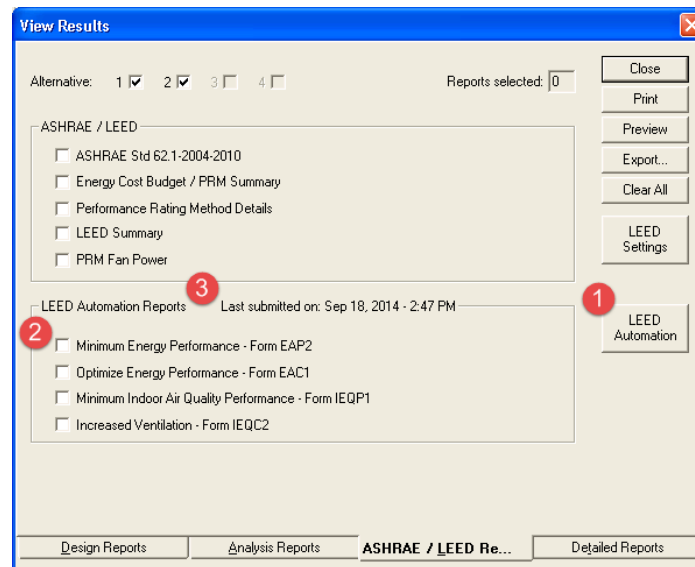 View Results
Alternative: 1 2 3 4 Reports selected: 0
Close
Print
Preview
Export...
Clear All
LEED
Settings
1
LEED
Automation
ASHRAE / LEED
ASHRAE Std 62.1-2004-2010
Energy Cost Budget / PRM Summary
Performance Rating Method Details
LEED Summary
PRM Fan Power
3
LEED Automation Reports Last submitted on: Sep 18, 2014 - 2:47 PM
2
Minimum Energy Performance - Form EAP2
Optimize Energy Performance - Form EAC1
Minimum Indoor Air Quality Performance - Form IEQP1
Increased Ventilation - Form IEQC2
Design Reports Analysis Reports ASHRAE / LEED Re... Detailed Reports